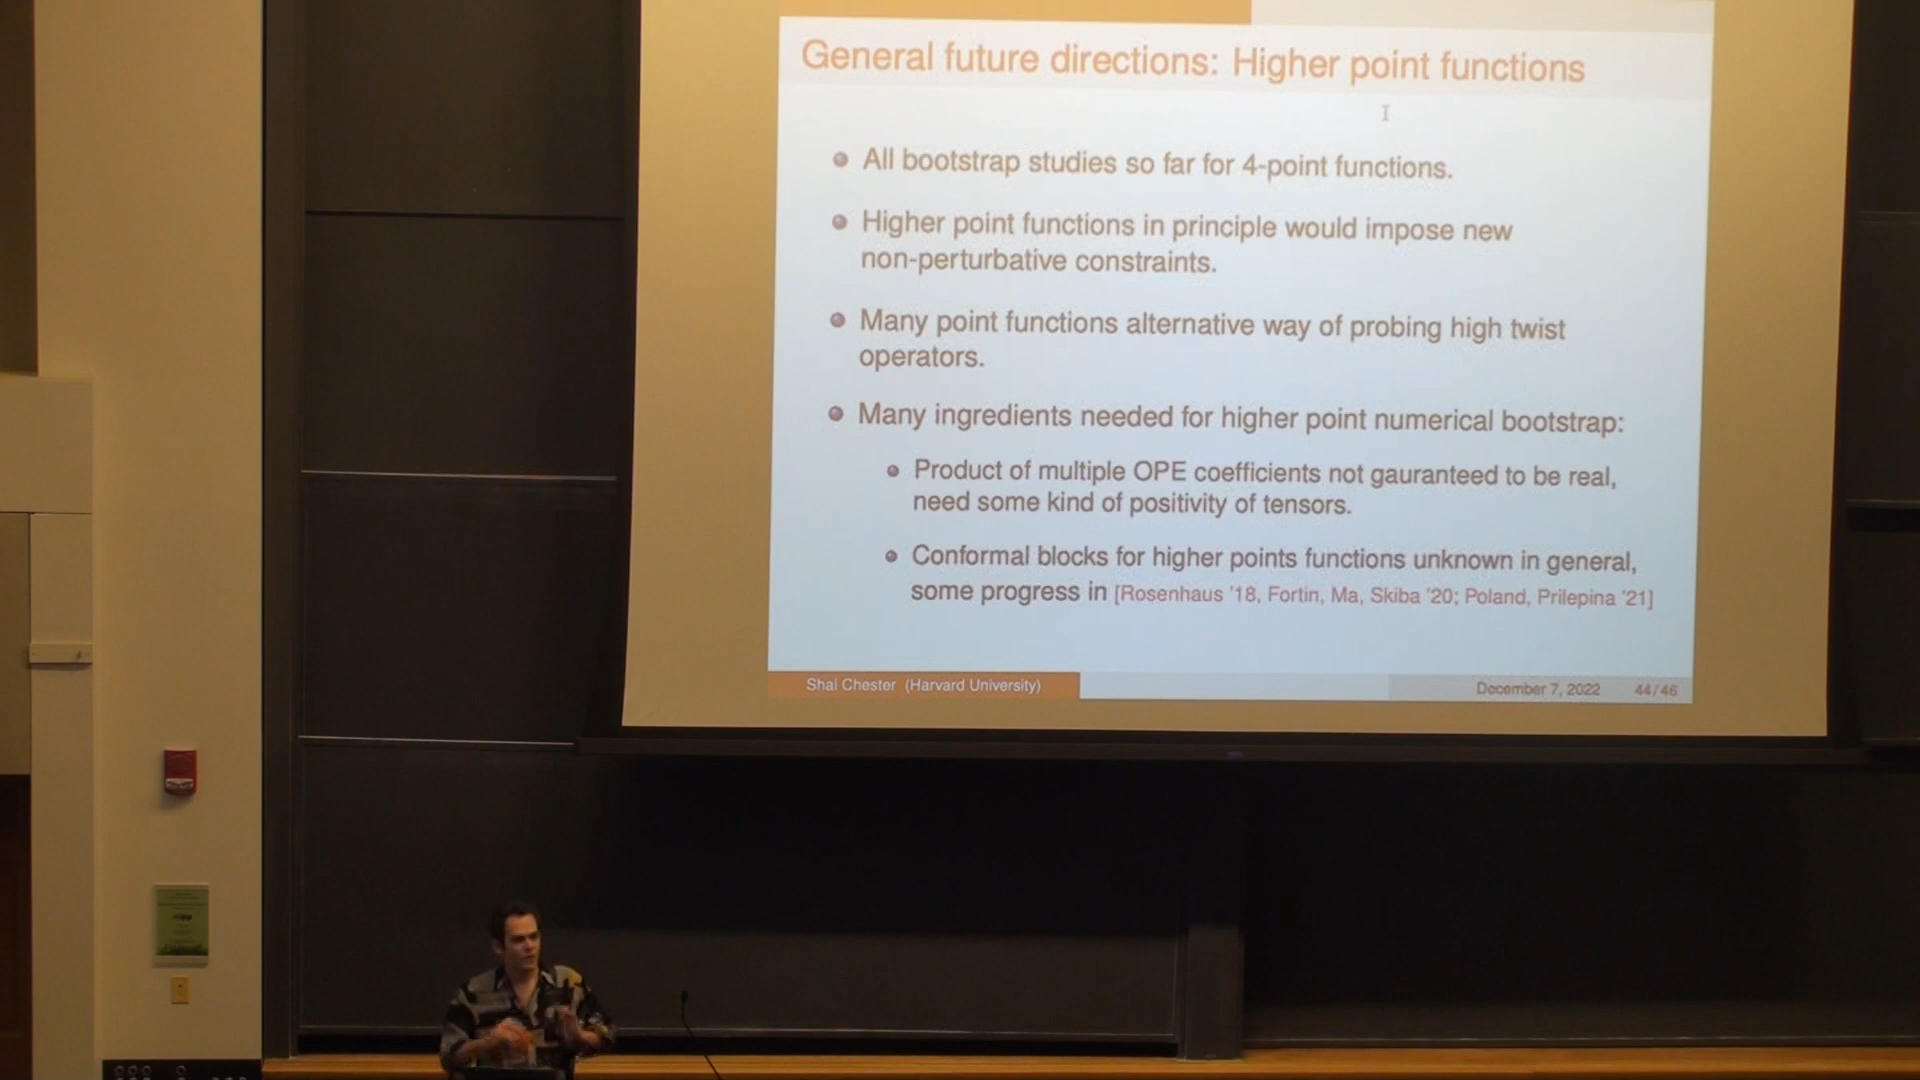 General future directions: Higher point functions
All bootstrap studies so far for 4-point functions.
Higher point functions in principle would impose new
non-perturbative constraints.
Many point functions alternative way of probing high twist
operators.
Many ingredients needed for higher point numerical bootstrap:
Product of multiple OPE coefficients not gauranteed to be real,
need some kind of positivity of tensors.
Conformal blocks for higher points functions unknown in general,
some progress in [Rosenhaus '18, Fortin, Ma, Skiba '20; Poland, Prilepina '21]
Shai Chester (Harvard University)
December 7, 2022 44/46